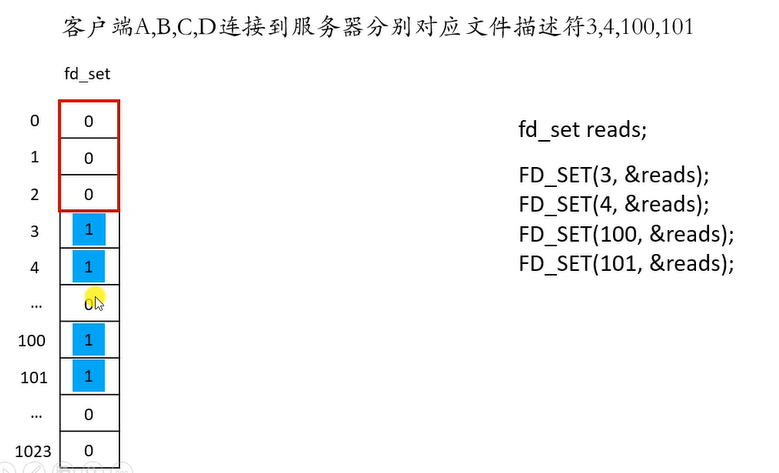 客户端A,B,C,D连接到服务器分别对应文件描述符3,4,100,101
fd_set
0 0
1 0
2 0
3 1
4 1
... 0
100 1
101 1
... 0
1023 0
fd_set reads;
FD_SET(3, &reads);
FD_SET(4, &reads);
FD_SET(100, &reads);
FD_SET(101, &reads);